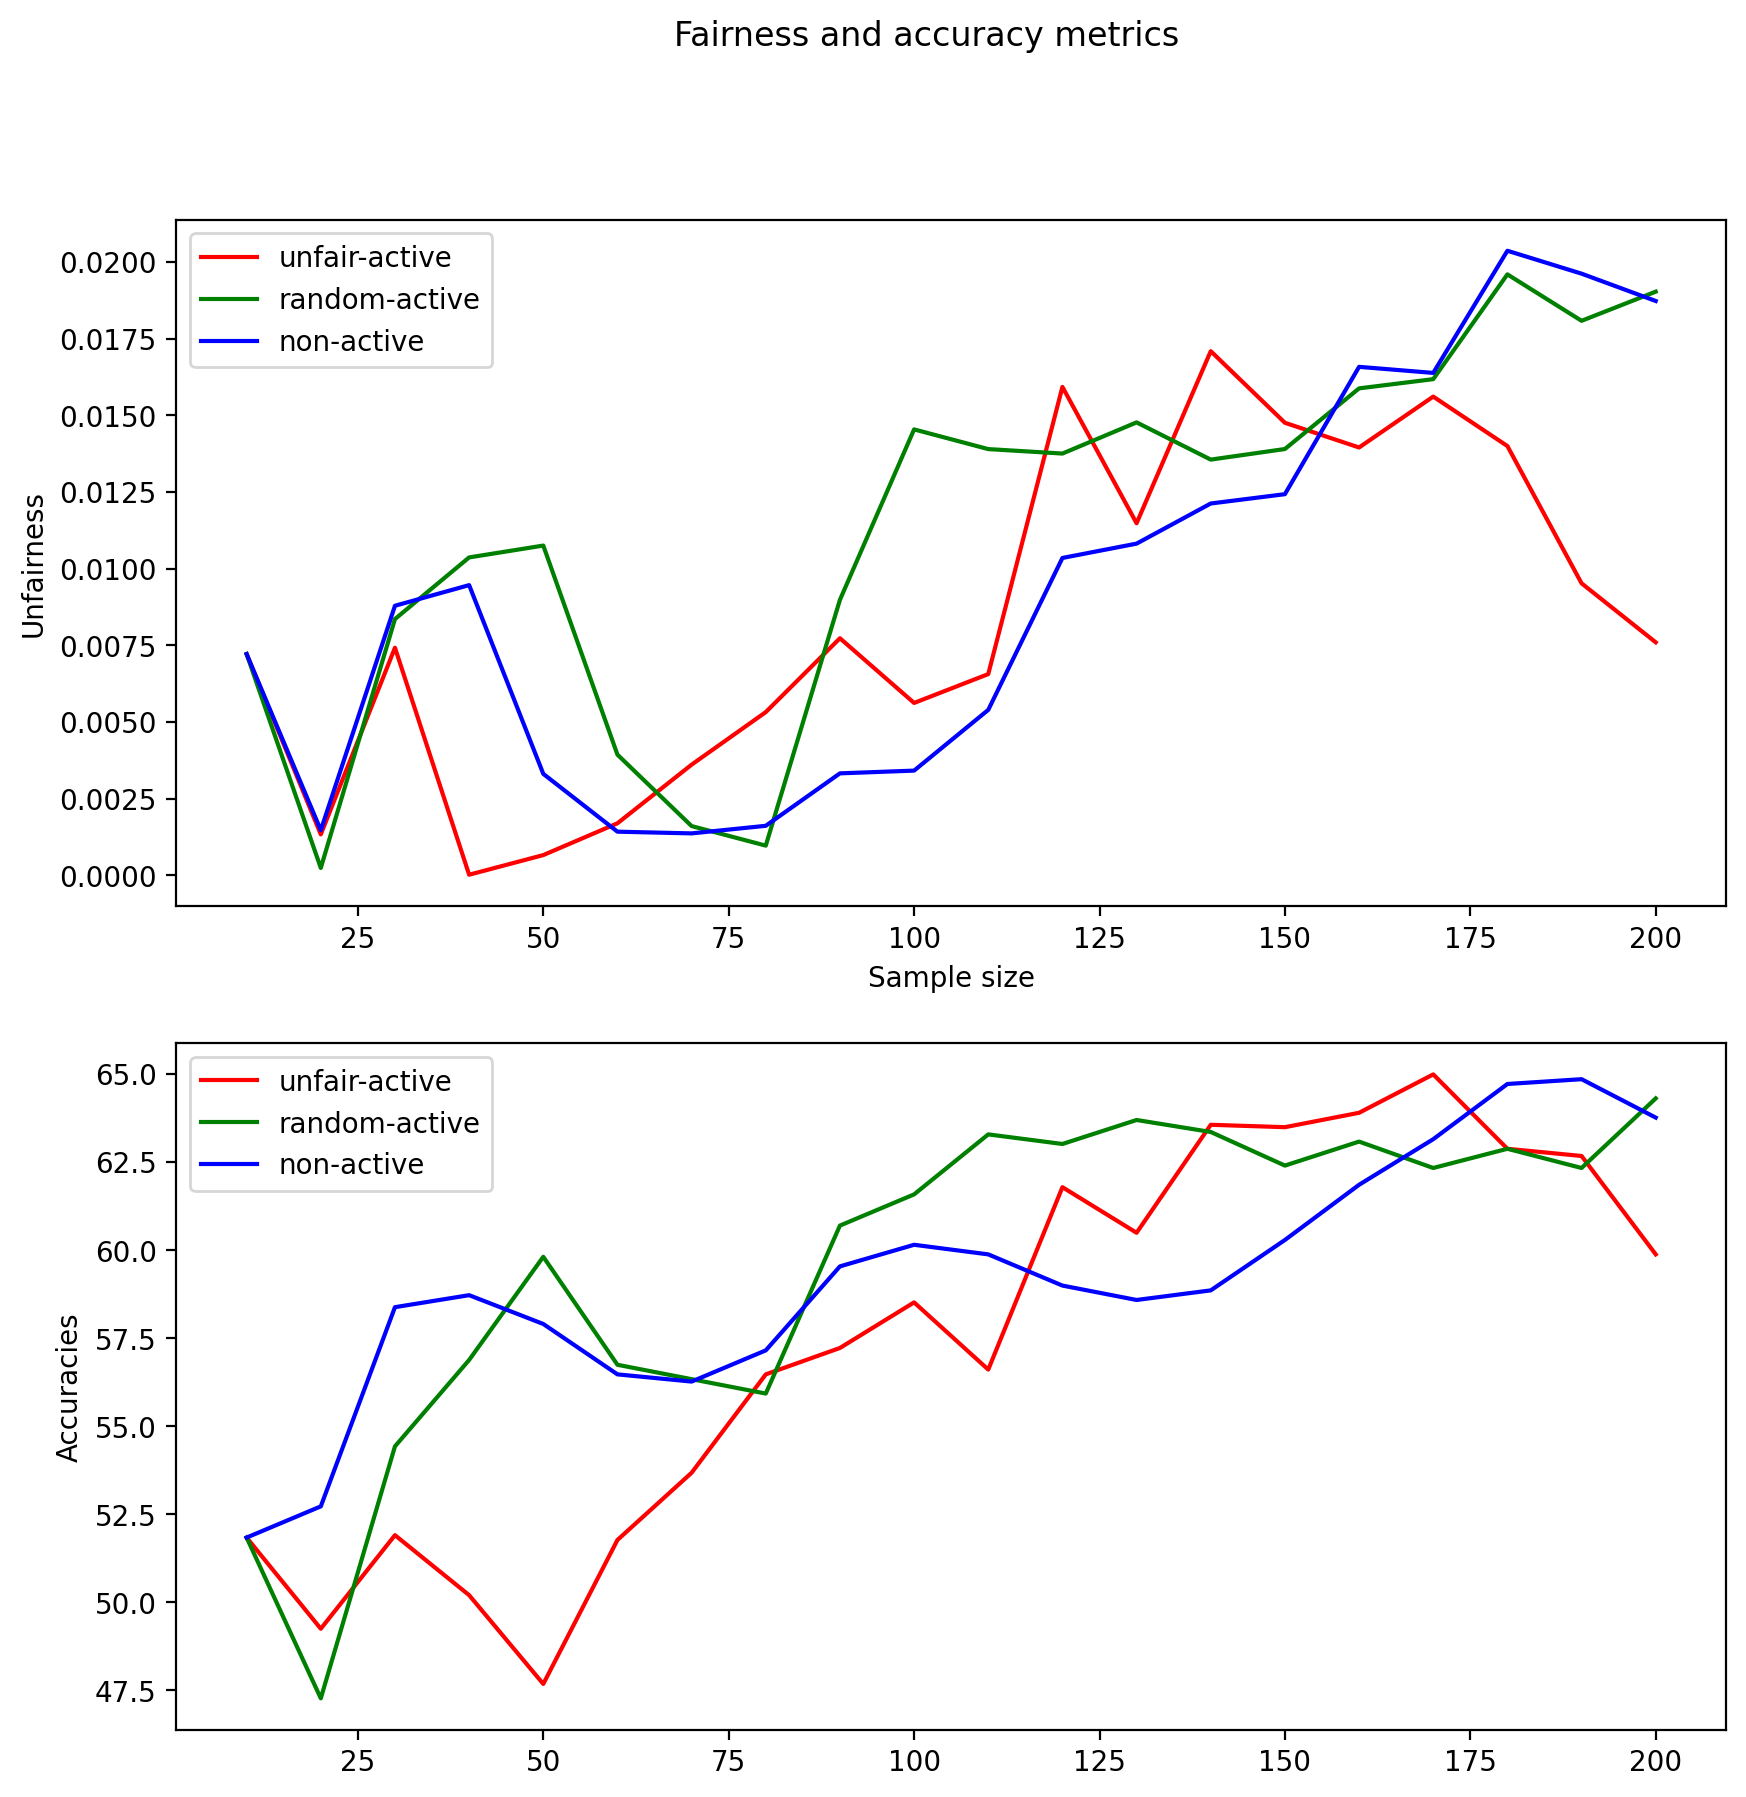 Fairness and accuracy metrics
unfair-active
random-active
non-active
Unfairness
0.0200
0.0175
0.0150
0.0125
0.0100
0.0075
0.0050
0.0025
0.0000
25 50 75 100 125 150 175 200
Sample size
unfair-active
random-active
non-active
Accuracies
65.0
62.5
60.0
57.5
55.0
52.5
50.0
47.5
25 50 75 100 125 150 175 200